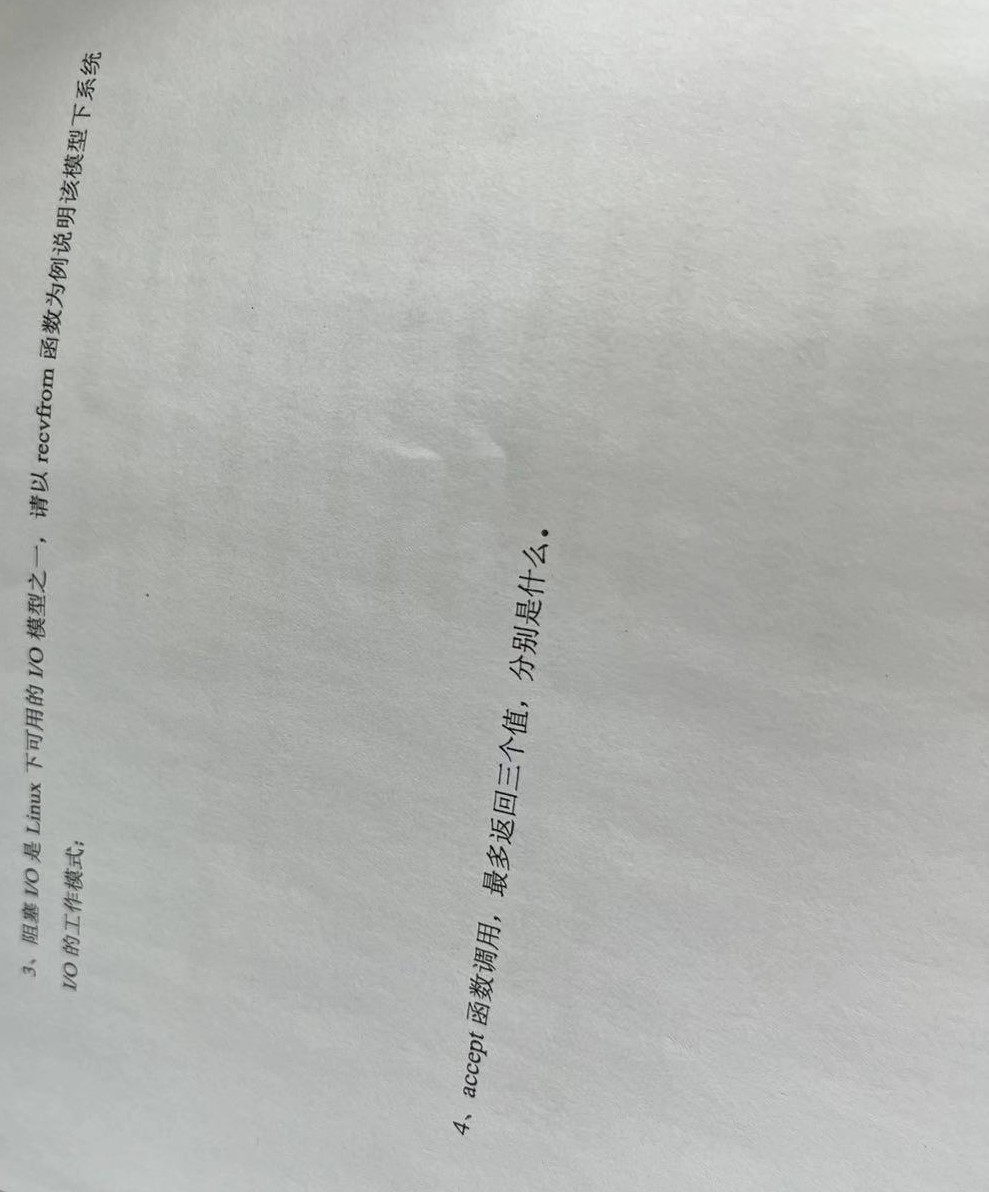 3、阻塞 I/O 是 Linux 下可用的 I/O 模型之一，请以 recvfrom 函数为例说明该模型下系统
I/O 的工作模式;
4、accept 函数调用，最多返回三个值，分别是什么。